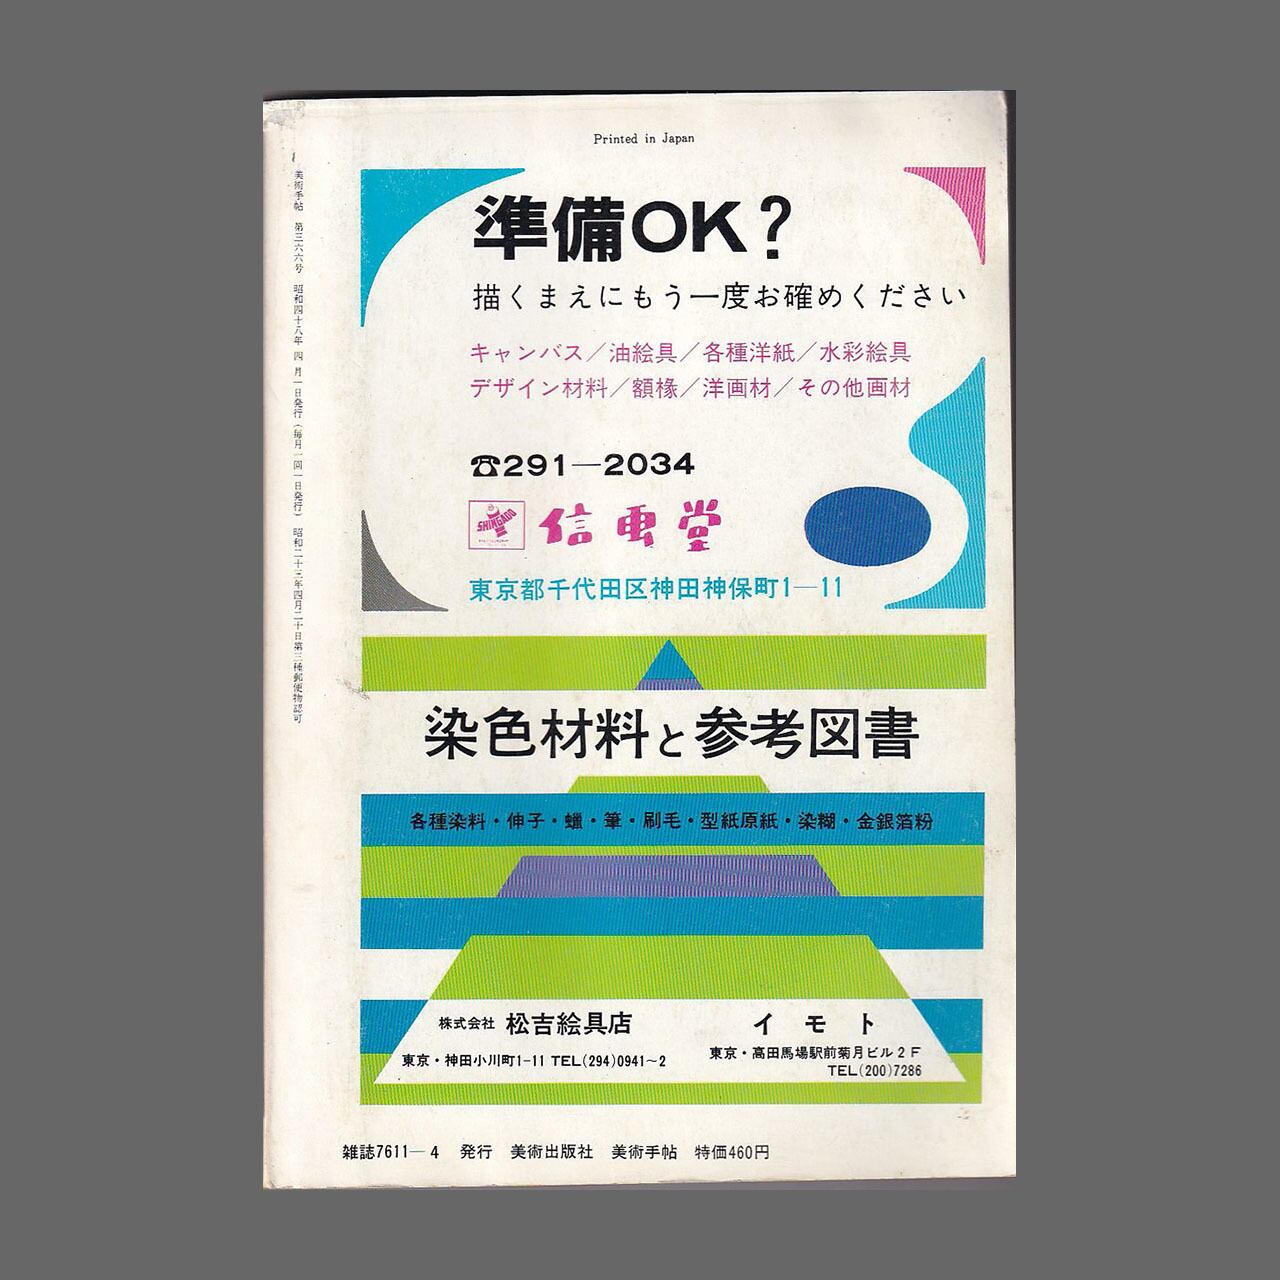 Printed in Japan
美術手帖 第三六六号 昭和四十八年 四月一日発行(毎月一回一日発行) 昭和二十三年四月二十日第三種郵便物認可
準備OK?
描くまえにもう一度お確めください
キャンバス/油絵具/各種洋紙/水彩絵具
デザイン材料/額椽/洋画材/その他画材
☎291―2034
SHINGADO
信画堂
東京都千代田区神田神保町1―11
染色材料と参考図書
各種染料・伸子・蠟・筆・刷毛・型紙原紙・染糊・金銀箔粉
株式会社 松吉絵具店
東京・神田小川町1-11 TEL(294)0941~2
イモト
東京・高田馬場駅前菊月ビル2F
TEL(200)7286
雑誌7611―4 発行 美術出版社 美術手帖 特価460円